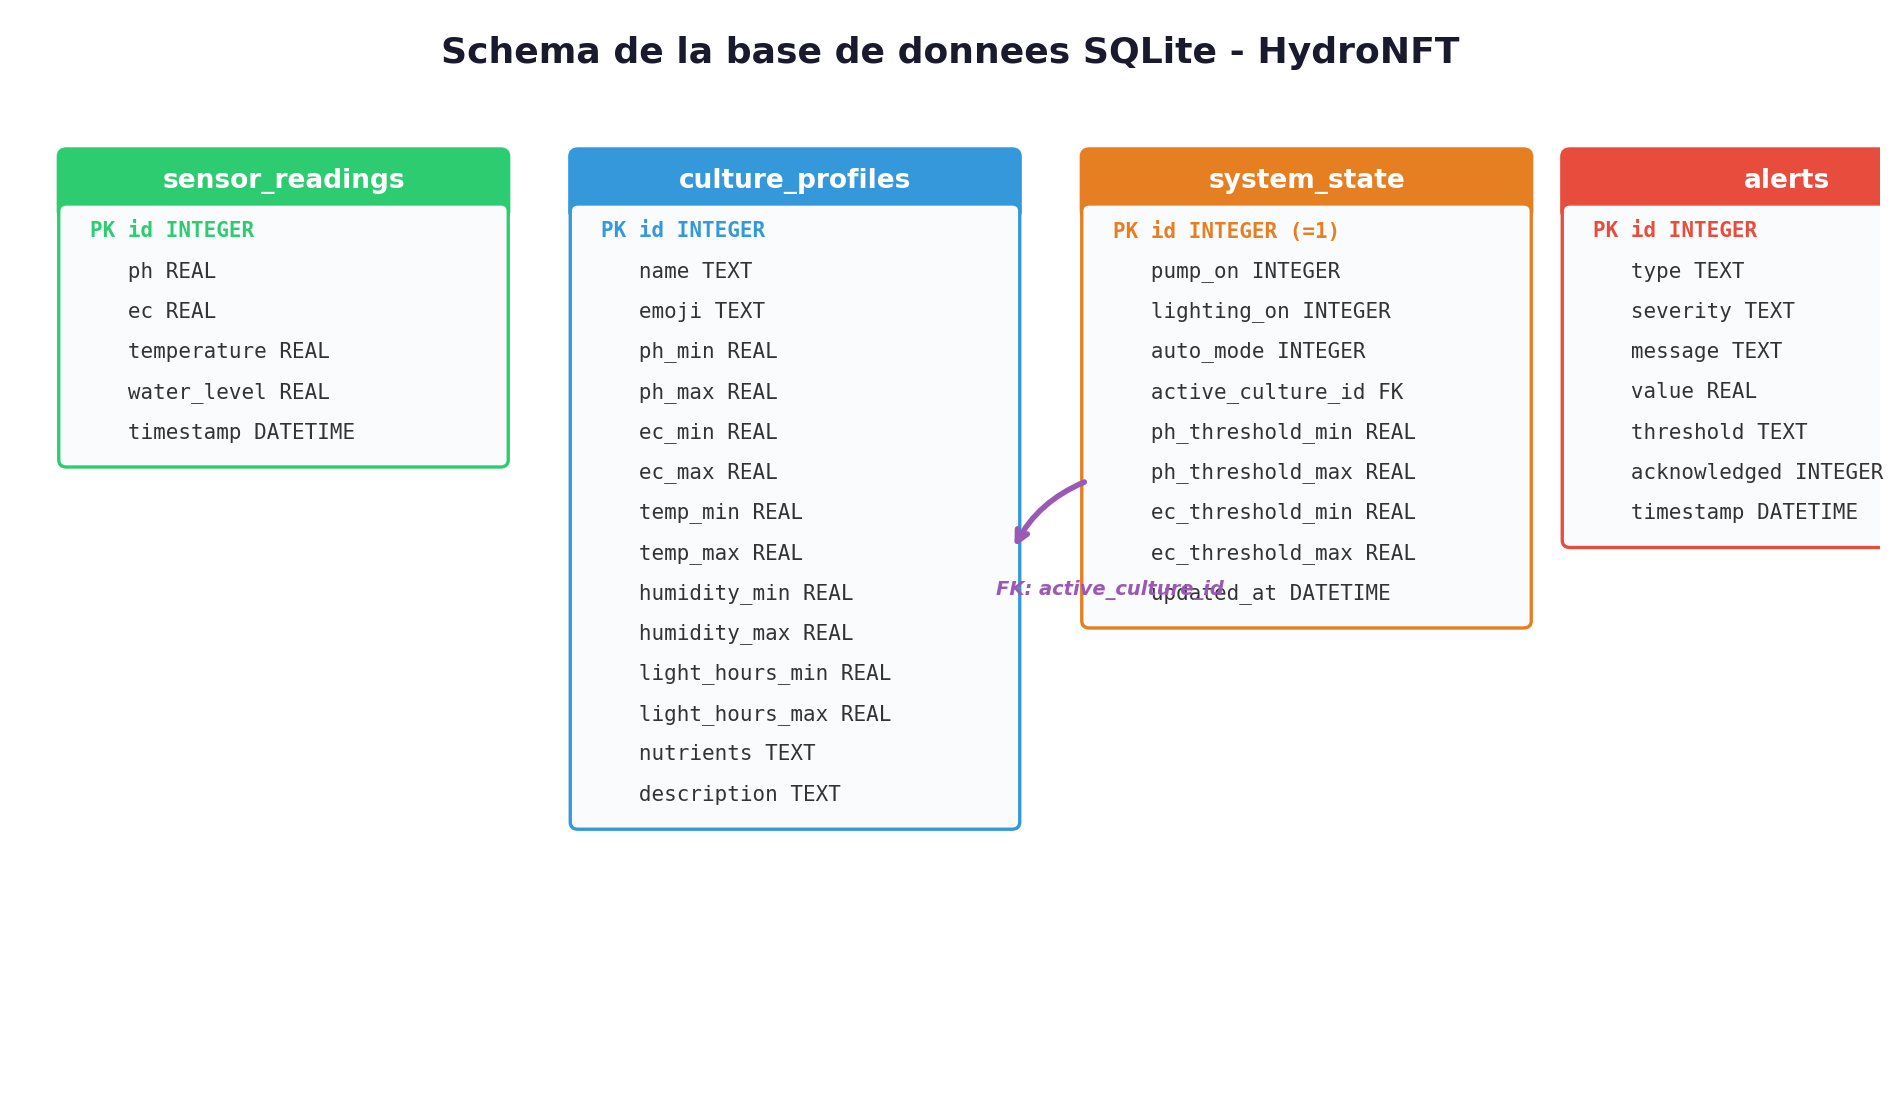 Schema de la base de donnees SQLite - HydroNFT
sensor_readings
PK id INTEGER
ph REAL
ec REAL
temperature REAL
water_level REAL
timestamp DATETIME
culture_profiles
PK id INTEGER
name TEXT
emoji TEXT
ph_min REAL
ph_max REAL
ec_min REAL
ec_max REAL
temp_min REAL
temp_max REAL
humidity_min REAL
humidity_max REAL
light_hours_min REAL
light_hours_max REAL
nutrients TEXT
description TEXT
FK: active_culture_id
system_state
PK id INTEGER (=1)
pump_on INTEGER
lighting_on INTEGER
auto_mode INTEGER
active_culture_id FK
ph_threshold_min REAL
ph_threshold_max REAL
ec_threshold_min REAL
ec_threshold_max REAL
updated_at DATETIME
alerts
PK id INTEGER
type TEXT
severity TEXT
message TEXT
value REAL
threshold TEXT
acknowledged INTEGER
timestamp DATETIME